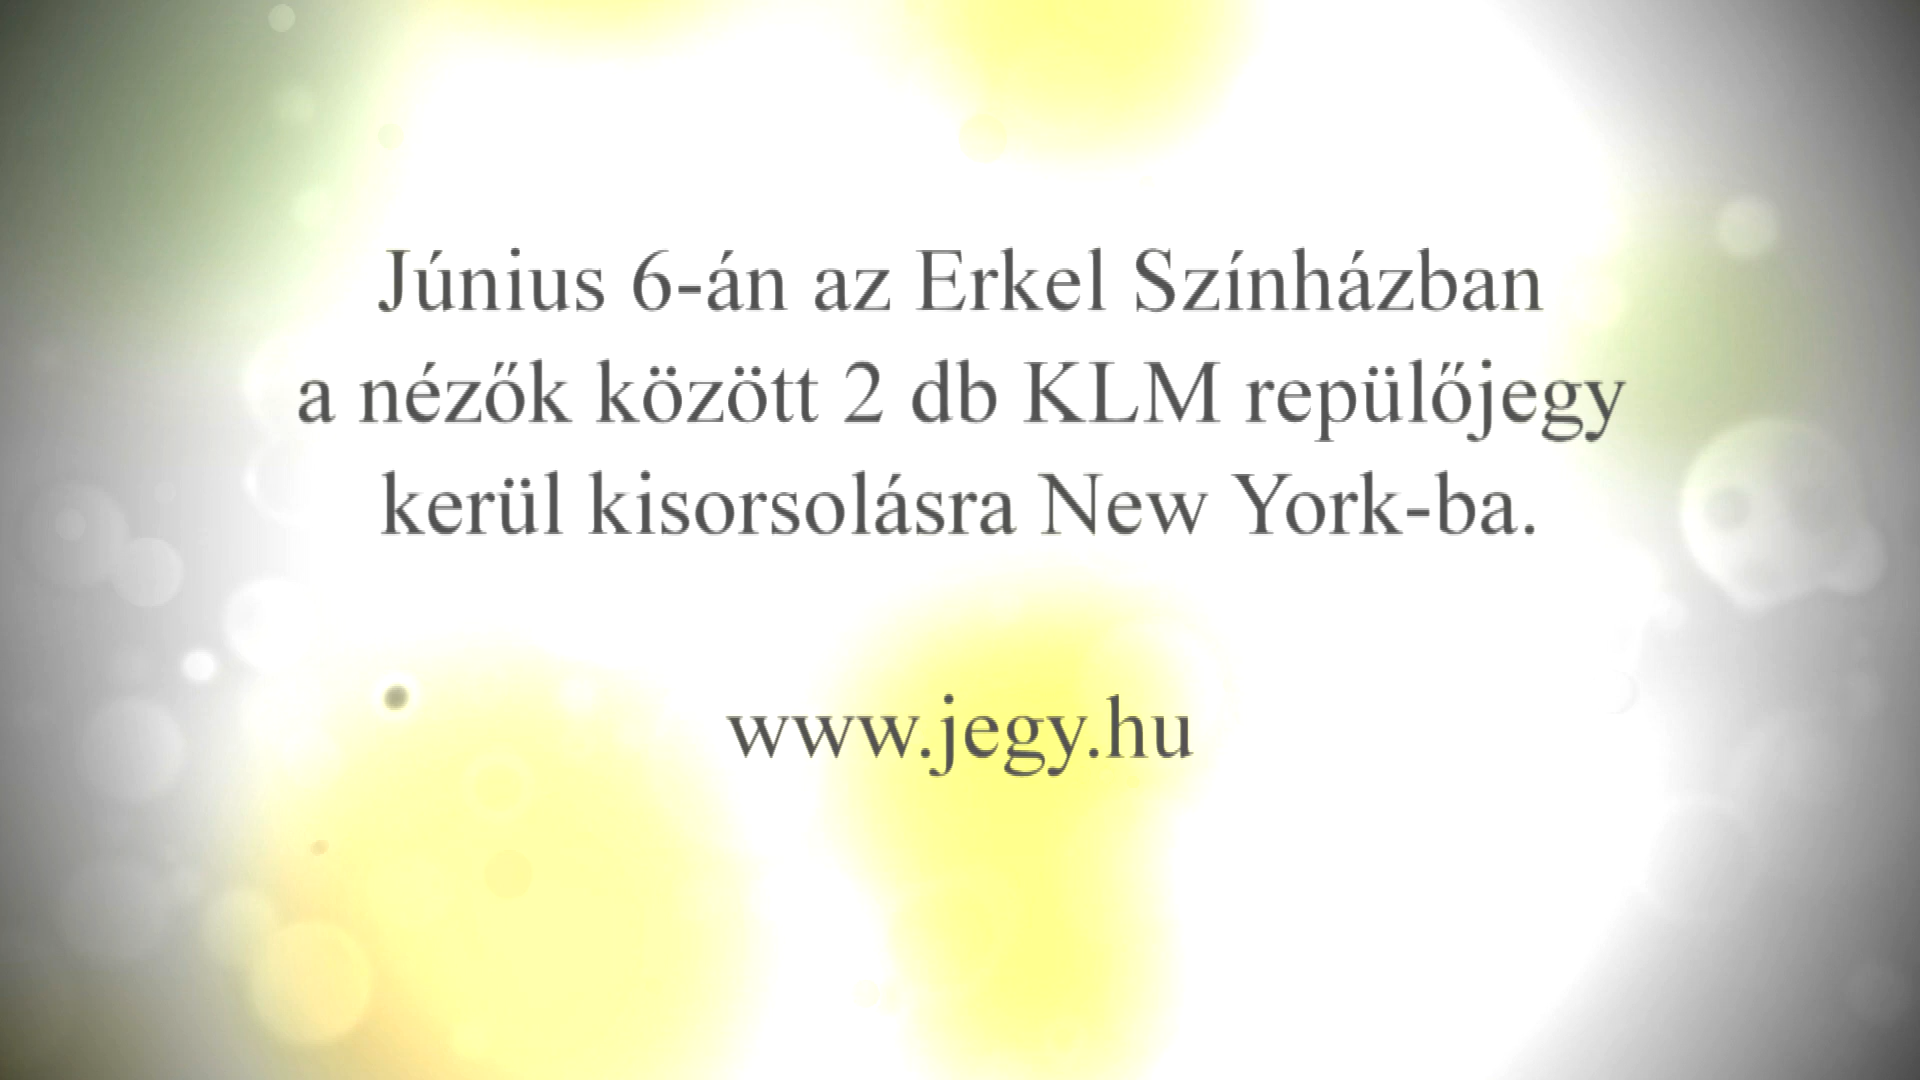 Június 6-án az Erkel Színházban
a nézők között 2 db KLM repülőjegy
kerül kisorsolásra New York-ba.
www.jegy.hu